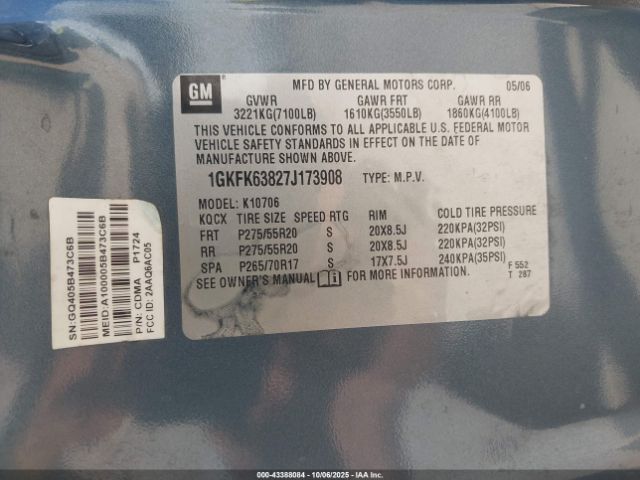 GM
MFD BY GENERAL MOTORS CORP. 05/06
GVWR GAWR FRT GAWR RR
3221KG(7100LB) 1610KG(3550LB) 1860KG(4100LB)
THIS VEHICLE CONFORMS TO ALL APPLICABLE U.S. FEDERAL MOTOR
VEHICLE SAFETY STANDARDS IN EFFECT ON THE DATE OF
MANUFACTURE SHOWN ABOVE.
1GKFK63827J173908 TYPE: M.P.V.
MODEL: K10706
KQCX TIRE SIZE SPEED RTG RIM COLD TIRE PRESSURE
FRT P275/55R20 S 20X8.5J 220KPA(32PSI)
RR P275/55R20 S 20X8.5J 220KPA(32PSI)
SPA P265/70R17 S 17X7.5J 240KPA(35PSI)
SEE OWNER'S MANUAL FOR MORE INFORMATION.
F 552
T 287
SN:GQ405B473C6B
MEID:A100005B473C6B
P/N: CDMA P1724
FCC ID: 2AAQ6AC05
000-43388084 - 10/06/2025 - IAAI.COM